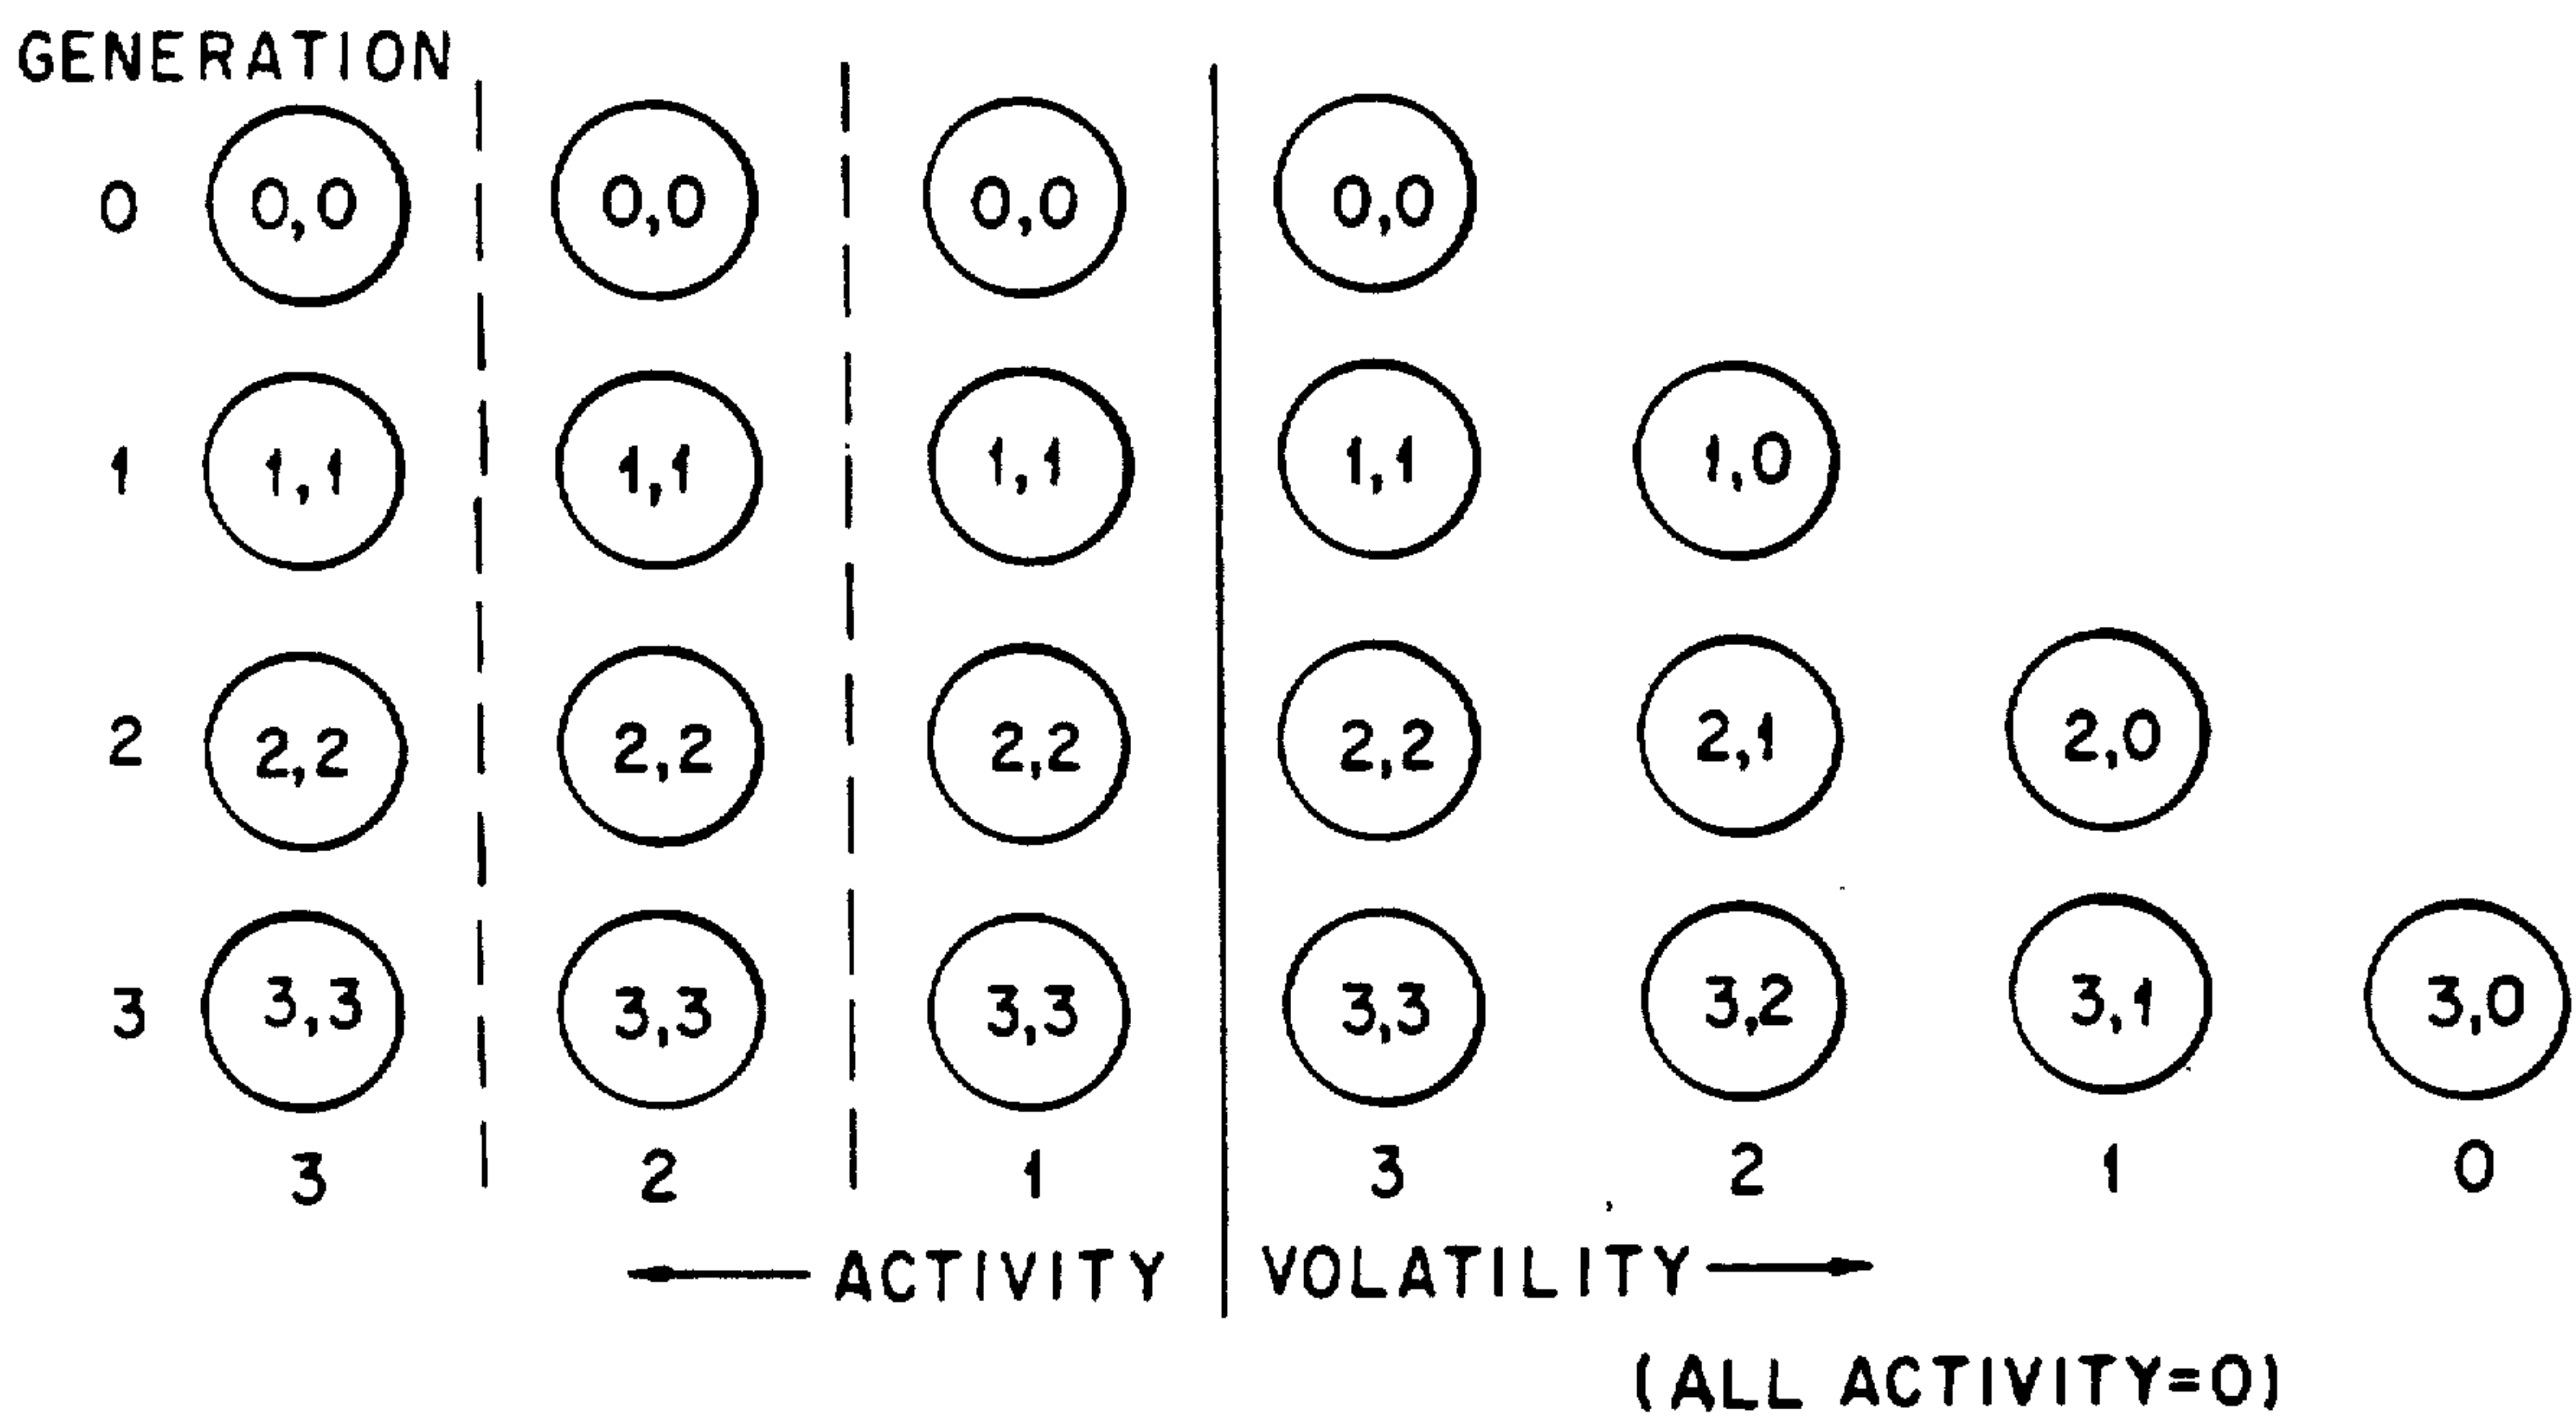 GENERATION
0 0,0 0,0 0,0 0,0
1 1,1 1,1 1,1 1,1 1,0
2 2,2 2,2 2,2 2,2 2,1 2,0
3 3,3 3,3 3,3 3,3 3,2 3,1 3,0
3 2 1 3 2 1 0
ACTIVITY VOLATILITY
(ALL ACTIVITY=0)